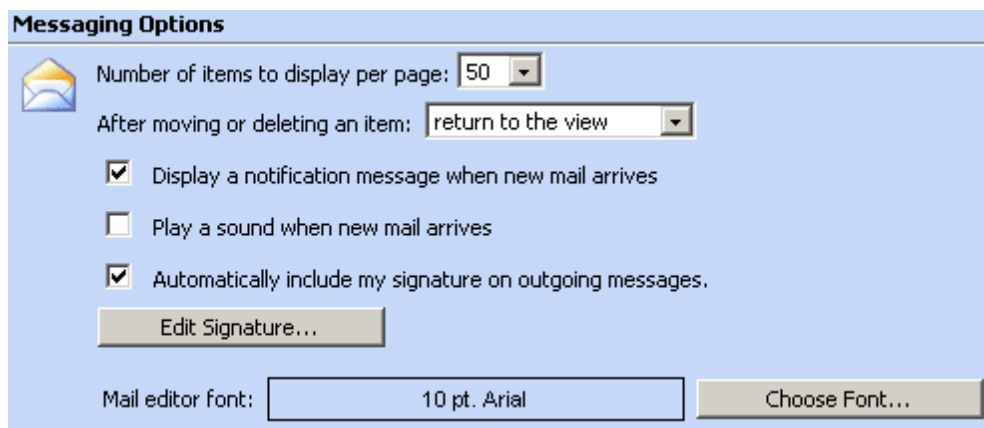 Messaging Options
Number of items to display per page: 50
After moving or deleting an item: return to the view
Display a notification message when new mail arrives
Play a sound when new mail arrives
Automatically include my signature on outgoing messages.
Edit Signature...
Mail editor font: 10 pt. Arial Choose Font...